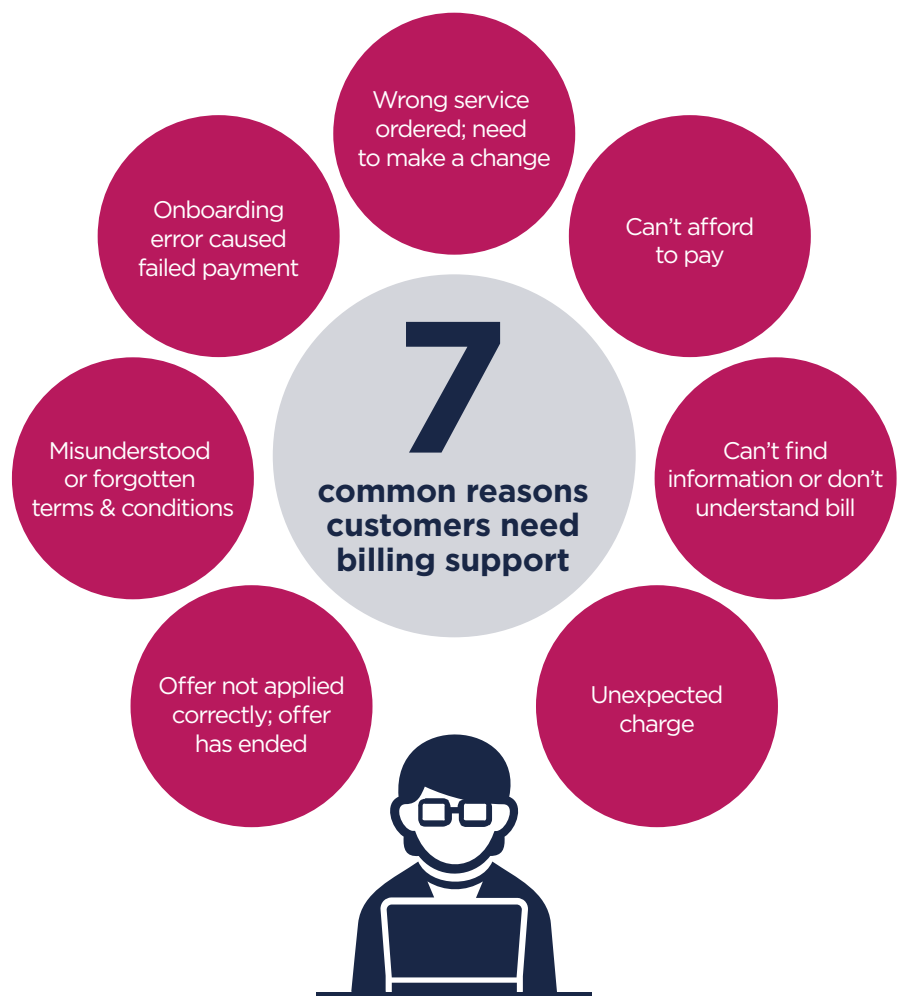 7
common reasons
customers need
billing support
Wrong service
ordered; need
to make a change
Can’t afford
to pay
Can’t find
information or don’t
understand bill
Unexpected
charge
Offer not applied
correctly; offer
has ended
Misunderstood
or forgotten
terms & conditions
Onboarding
error caused
failed payment